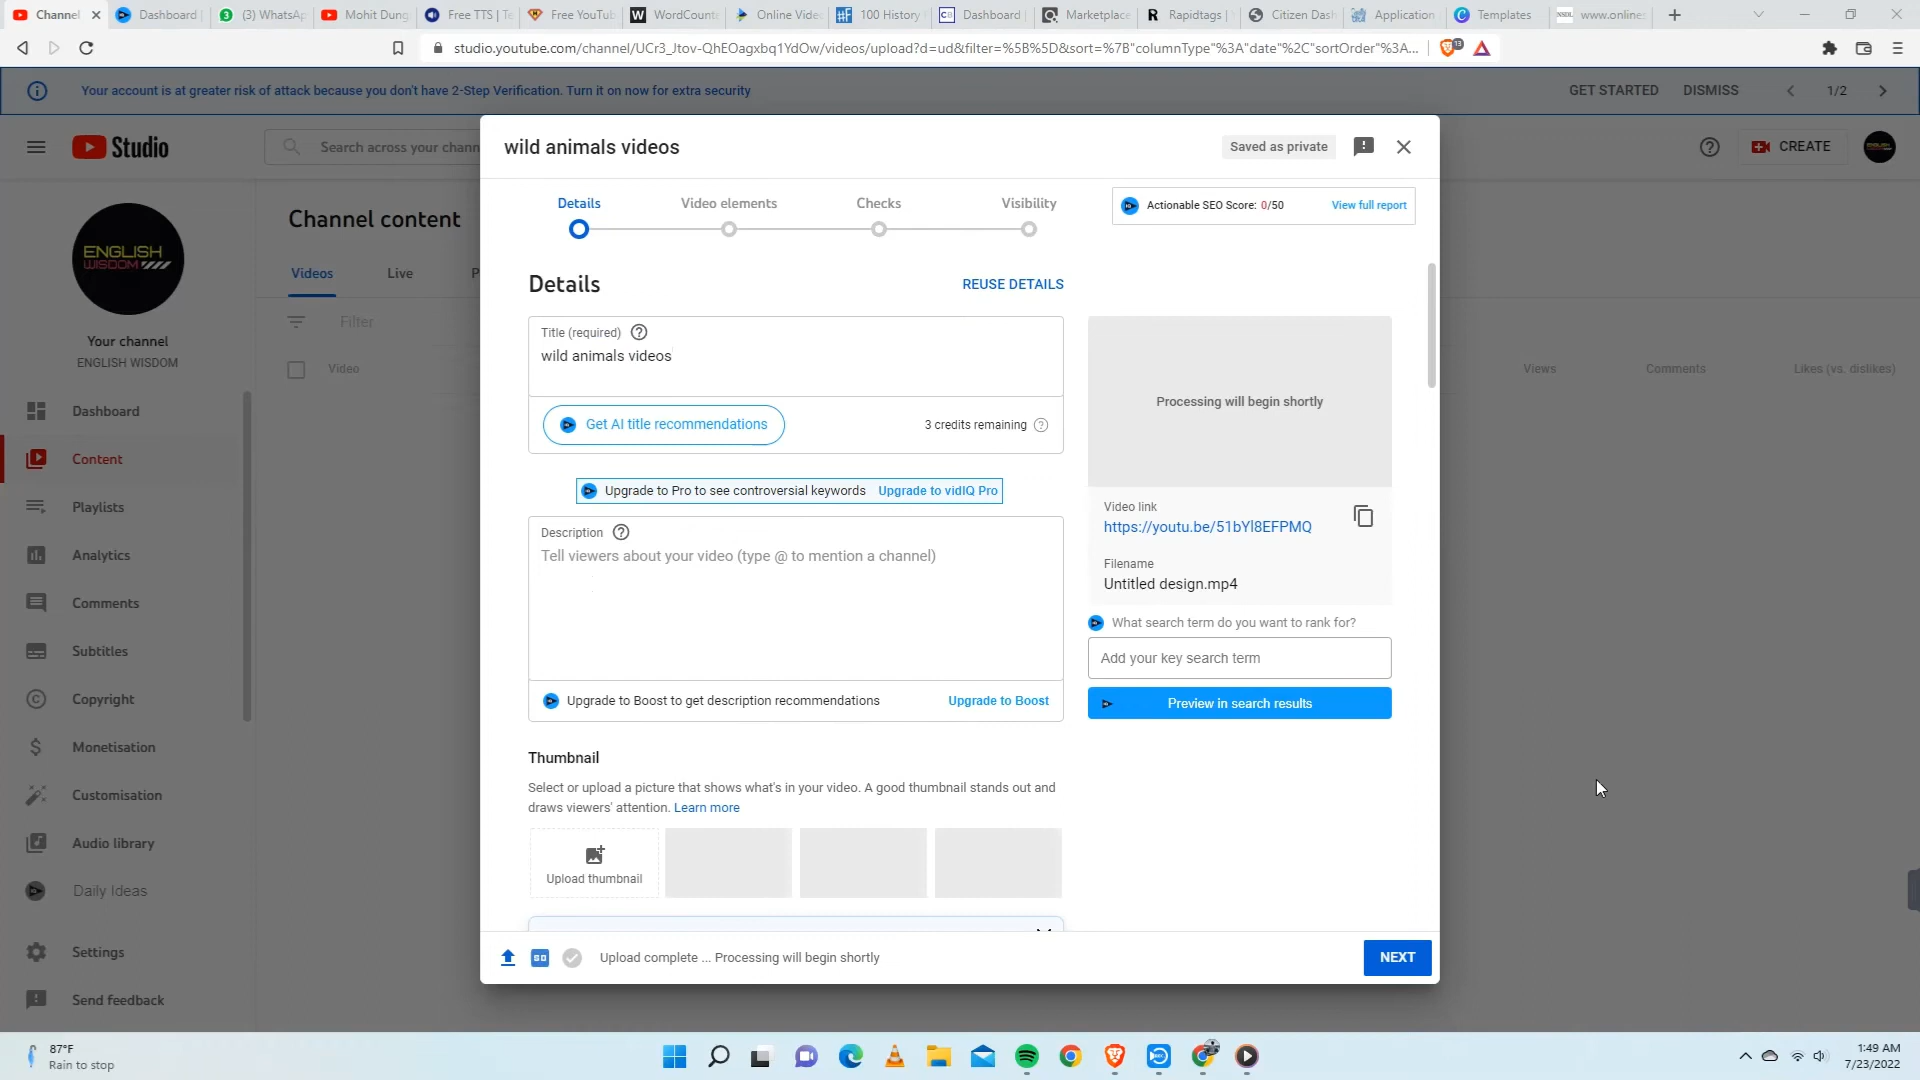 Channel
Dashboard
3
(3) WhatsAp
Mohit Dung
Free TTS | Te
Free YouTub
W
WordCount
Online Vide
100 History
CB
Dashboard
Marketplace
R
Rapidtags |
Citizen Dash
Application
C
Templates
NSDL
www.onlines
studio.youtube.com/channel/UCr3_Jtov-QhEOagxbq1YdOw/videos/upload?d=ud&filter=%5B%5D&sort=%7B"columnType"%3A"date"%2C"sortOrder"%3A...
13
Your account is at greater risk of attack because you don't have 2-Step Verification. Turn it on now for extra security
GET STARTED
DISMISS
1/2
Studio
Search across your chann
CREATE
ENGLISH
WISDOM
Your channel
ENGLISH WISDOM
Dashboard
Content
Playlists
Analytics
Comments
Subtitles
Copyright
Monetisation
Customisation
Audio library
Daily Ideas
Settings
Send feedback
Channel content
Videos
Live
P
Filter
Video
Views
Comments
Likes (vs. dislikes)
wild animals videos
Saved as private
Details
Video elements
Checks
Visibility
Actionable SEO Score: 0/50
View full report
Details
REUSE DETAILS
Title (required)
wild animals videos
Get AI title recommendations
3 credits remaining
Upgrade to Pro to see controversial keywords
Upgrade to vidIQ Pro
Description
Tell viewers about your video (type @ to mention a channel)
Upgrade to Boost to get description recommendations
Upgrade to Boost
Processing will begin shortly
Video link
https://youtu.be/51bYl8EFPMQ
Filename
Untitled design.mp4
What search term do you want to rank for?
Add your key search term
Preview in search results
Thumbnail
Select or upload a picture that shows what's in your video. A good thumbnail stands out and
draws viewers' attention. Learn more
Upload thumbnail
Upload complete ... Processing will begin shortly
NEXT
87°F
Rain to stop
1:49 AM
7/23/2022